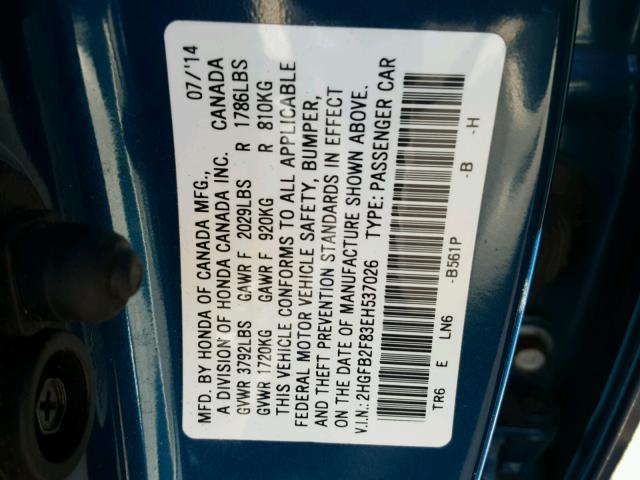 MFD. BY HONDA OF CANADA MFG., 07/'14
A DIVISION OF HONDA CANADA INC. CANADA
GVWR 3792LBS GAWR F 2029LBS R 1786LBS
GVWR 1720KG GAWR F 920KG R 810KG
THIS VEHICLE CONFORMS TO ALL APPLICABLE
FEDERAL MOTOR VEHICLE SAFETY, BUMPER,
AND THEFT PREVENTION STANDARDS IN EFFECT
ON THE DATE OF MANUFACTURE SHOWN ABOVE.
V.I.N.: 2HGFB2F83EH537026 TYPE: PASSENGER CAR
TR6 E LN6 -B561P -B -H